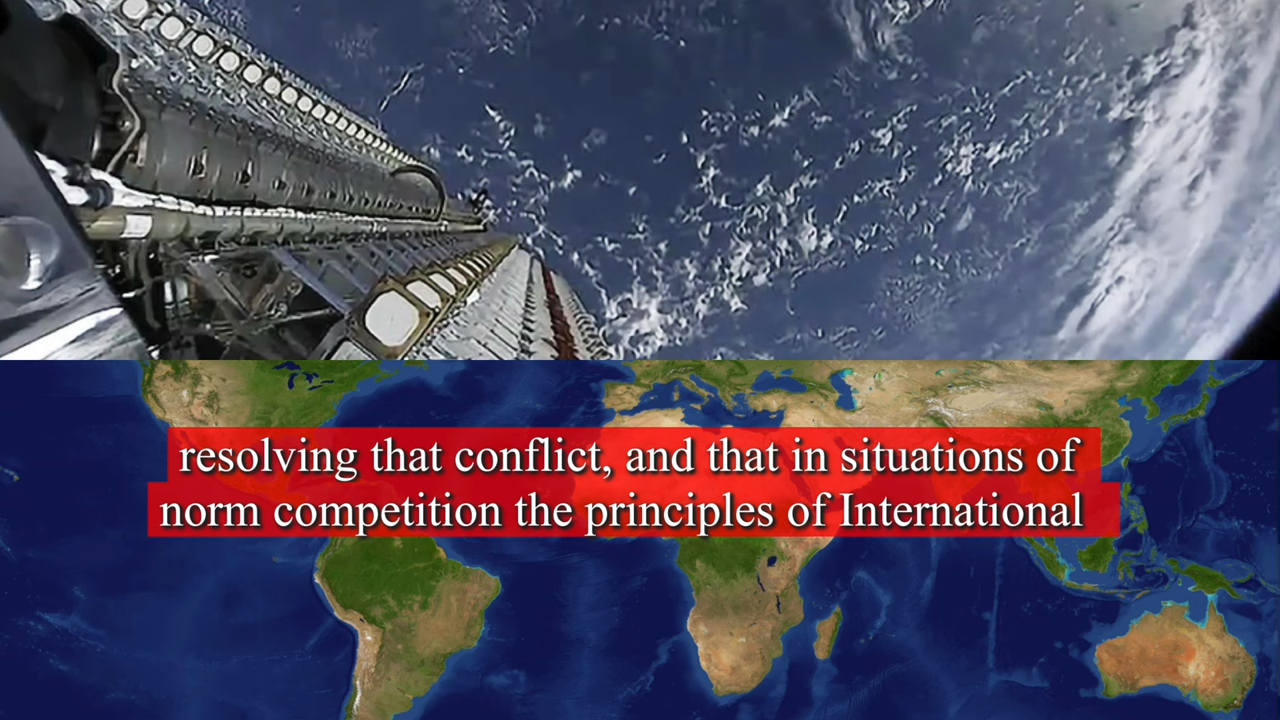 resolving that conflict, and that in situations of
norm competition the principles of International